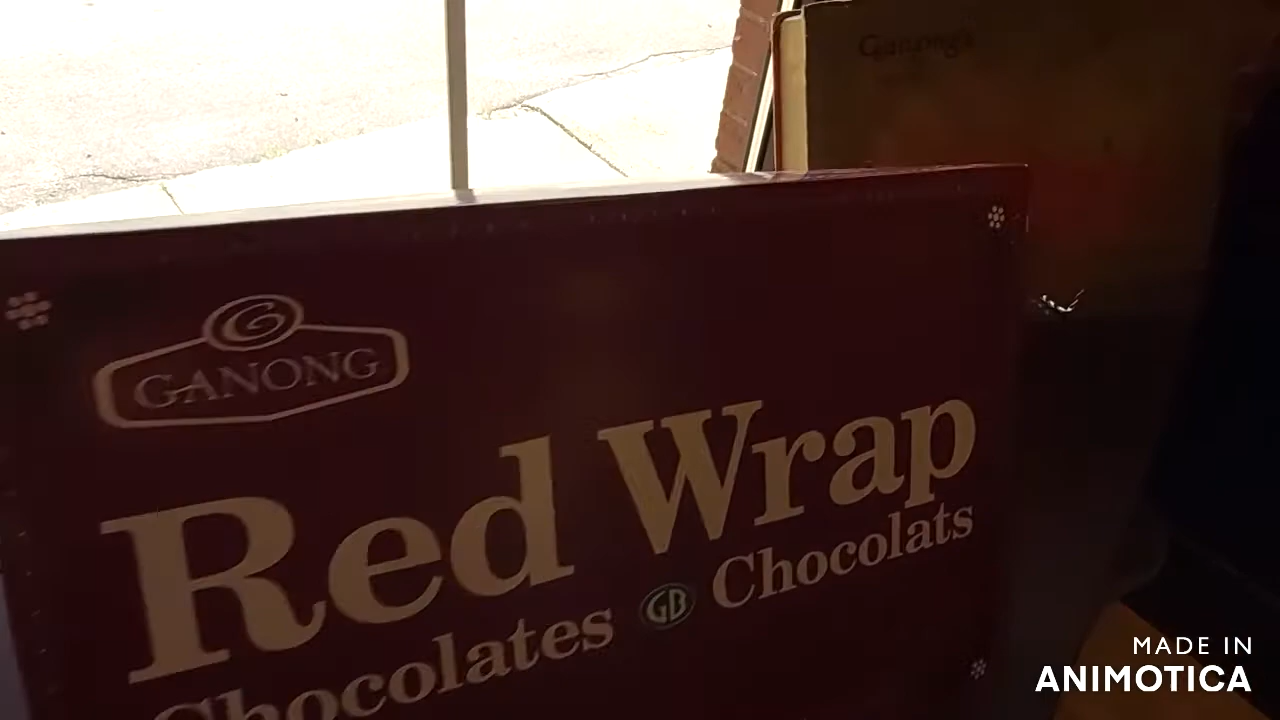 Ganong's
G
GANONG
Red Wrap
Chocolates GB Chocolats
MADE IN
ANIMOTICA